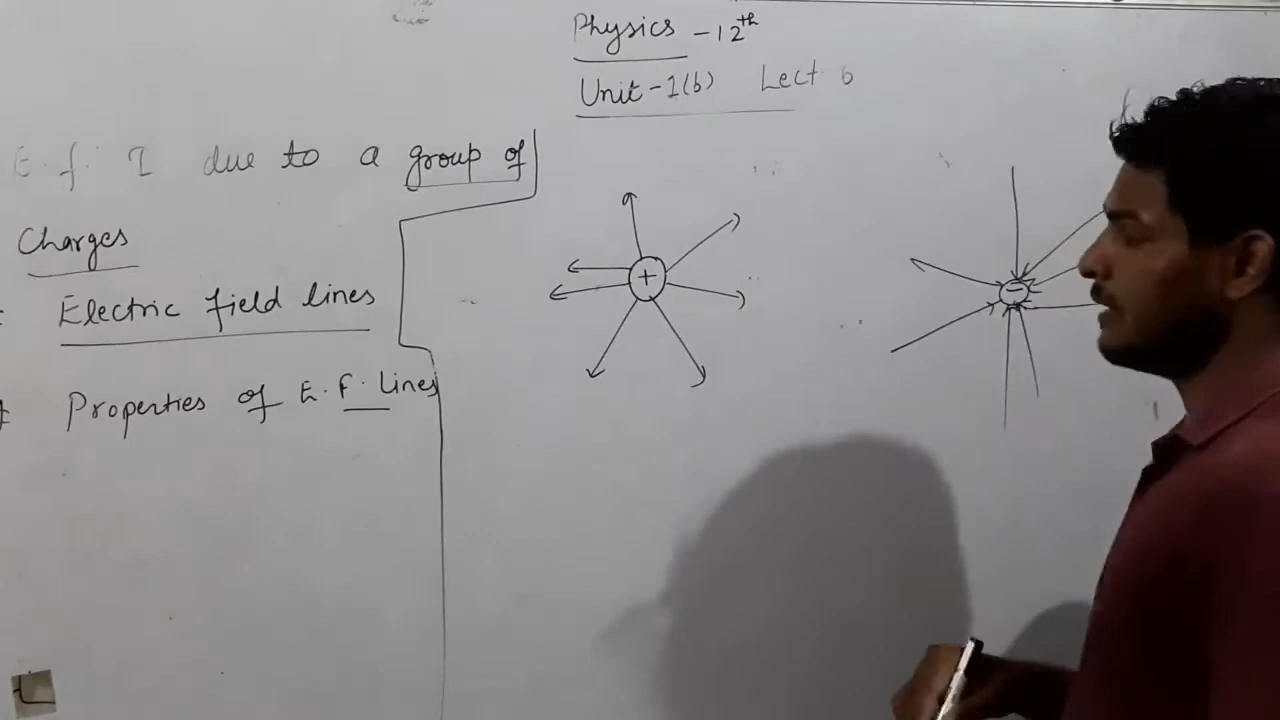 Physics - 12th
Unit - 1(b) Lect 6
E. f. I due to a group of
Charges
Electric field lines
Properties of E. F. Lines
+
-